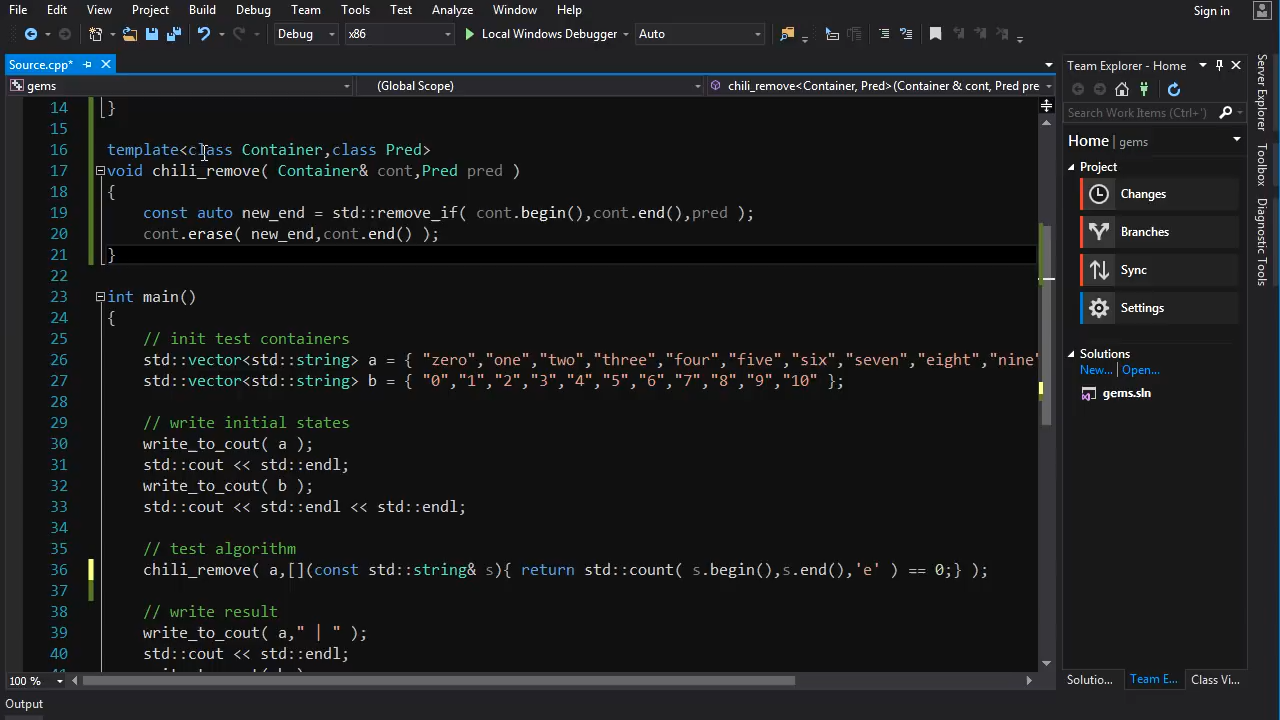 File Edit View Project Build Debug Team Tools Test Analyze Window Help
Sign in
Debug x86 Local Windows Debugger Auto
Source.cpp*
gems (Global Scope) chili_remove<Container, Pred>(Container & cont, Pred pre
14 }
15
16 template<class Container,class Pred>
17 void chili_remove( Container& cont,Pred pred )
18 {
19 const auto new_end = std::remove_if( cont.begin(),cont.end(),pred );
20 cont.erase( new_end,cont.end() );
21 }
22
23 int main()
24 {
25 // init test containers
26 std::vector<std::string> a = { "zero","one","two","three","four","five","six","seven","eight","nine"
27 std::vector<std::string> b = { "0","1","2","3","4","5","6","7","8","9","10" };
28
29 // write initial states
30 write_to_cout( a );
31 std::cout << std::endl;
32 write_to_cout( b );
33 std::cout << std::endl << std::endl;
34
35 // test algorithm
36 chili_remove( a,[](const std::string& s){ return std::count( s.begin(),s.end(),'e' ) == 0;} );
37
38 // write result
39 write_to_cout( a," | " );
40 std::cout << std::endl;
100 %
Output
Team Explorer - Home
Search Work Items (Ctrl+')
Home | gems
Project
Changes
Branches
Sync
Settings
Solutions
New... | Open...
gems.sln
Solutio... Team E... Class Vi...
Server Explorer
Toolbox
Diagnostic Tools